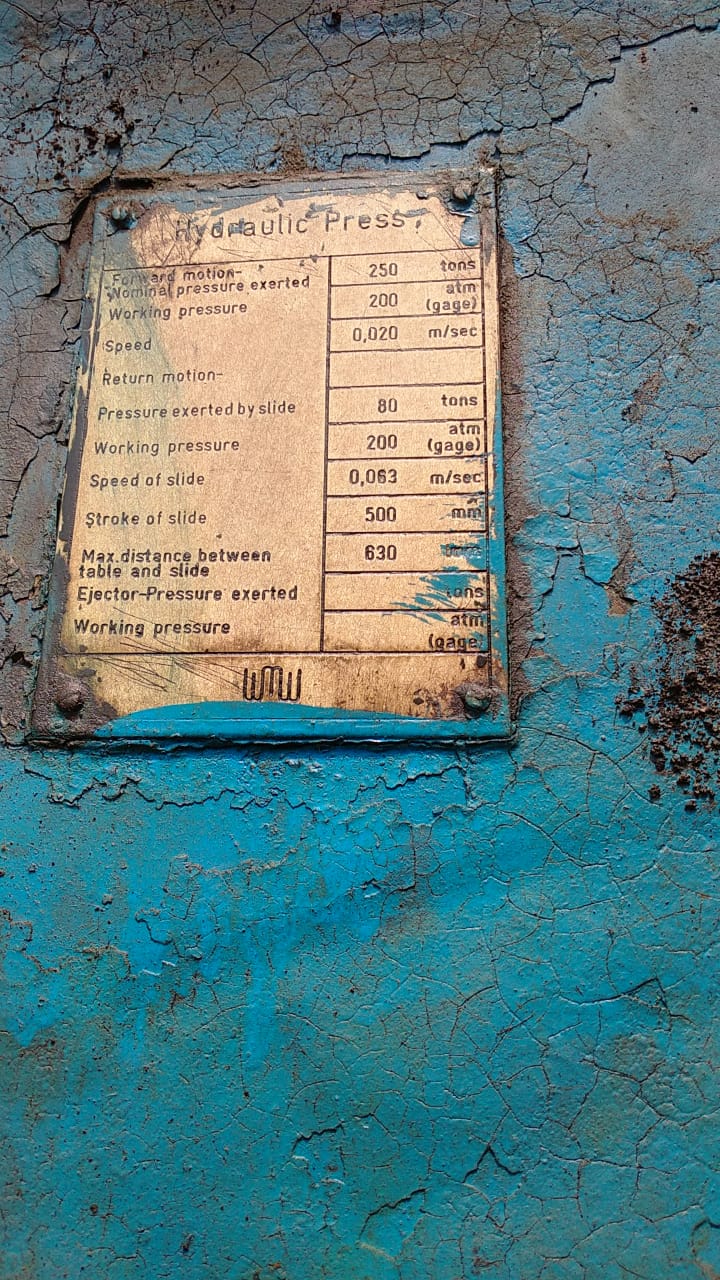 Hydraulic Press
Forward motion-
Nominal pressure exerted 250 tons
Working pressure 200 atm (gage)
Speed 0,020 m/sec
Return motion-
Pressure exerted by slide 80 tons
Working pressure 200 atm (gage)
Speed of slide 0,063 m/sec
Stroke of slide 500 mm
Max. distance between
table and slide 630
Ejector-Pressure exerted tons
Working pressure atm (gage)
WMW